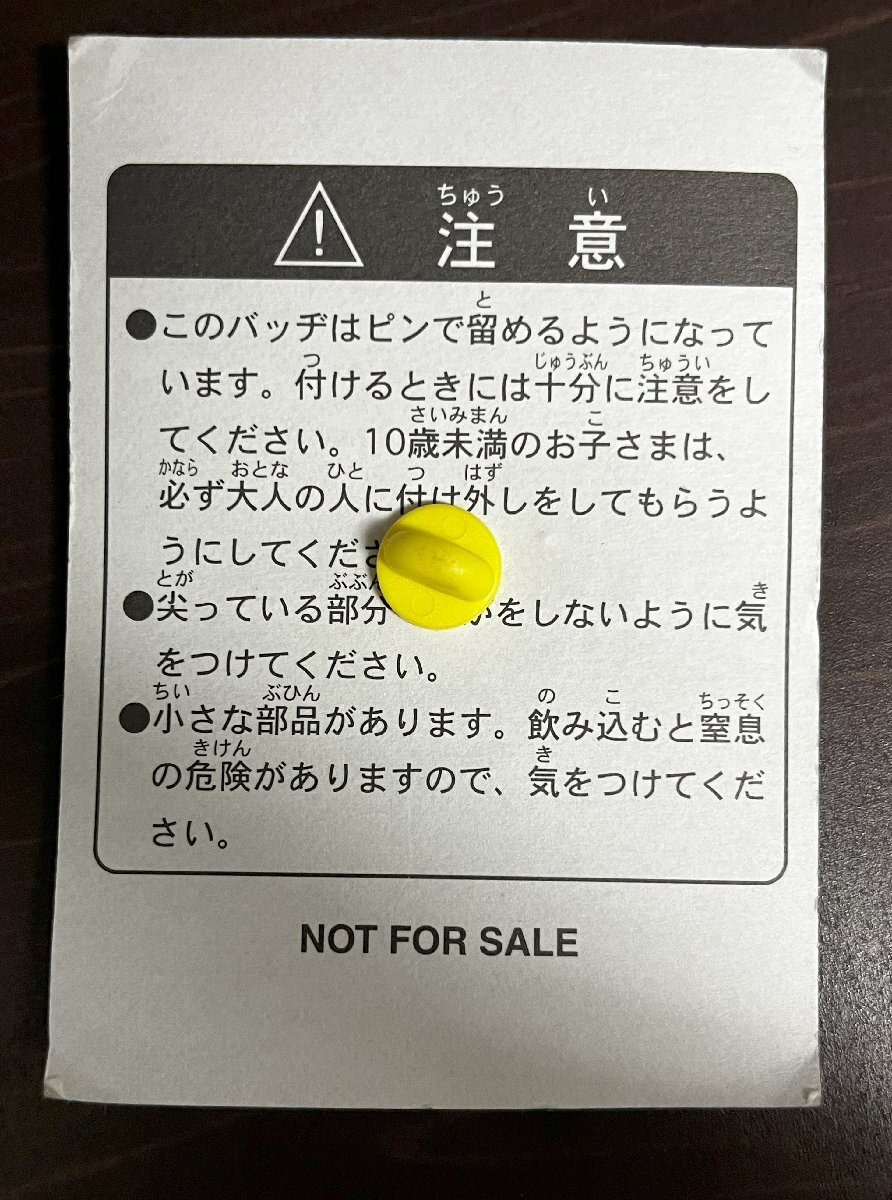 注意
●このバッヂはピンで留めるようになって
います。付けるときには十分に注意をし
てください。10歳未満のお子さまは、
必ず大人の人に付け外しをしてもらうよ
うにしてくださ
●尖っている部分 がをしないように気
をつけてください。
●小さな部品があります。飲み込むと窒息
の危険がありますので、気をつけてくだ
さい。
NOT FOR SALE